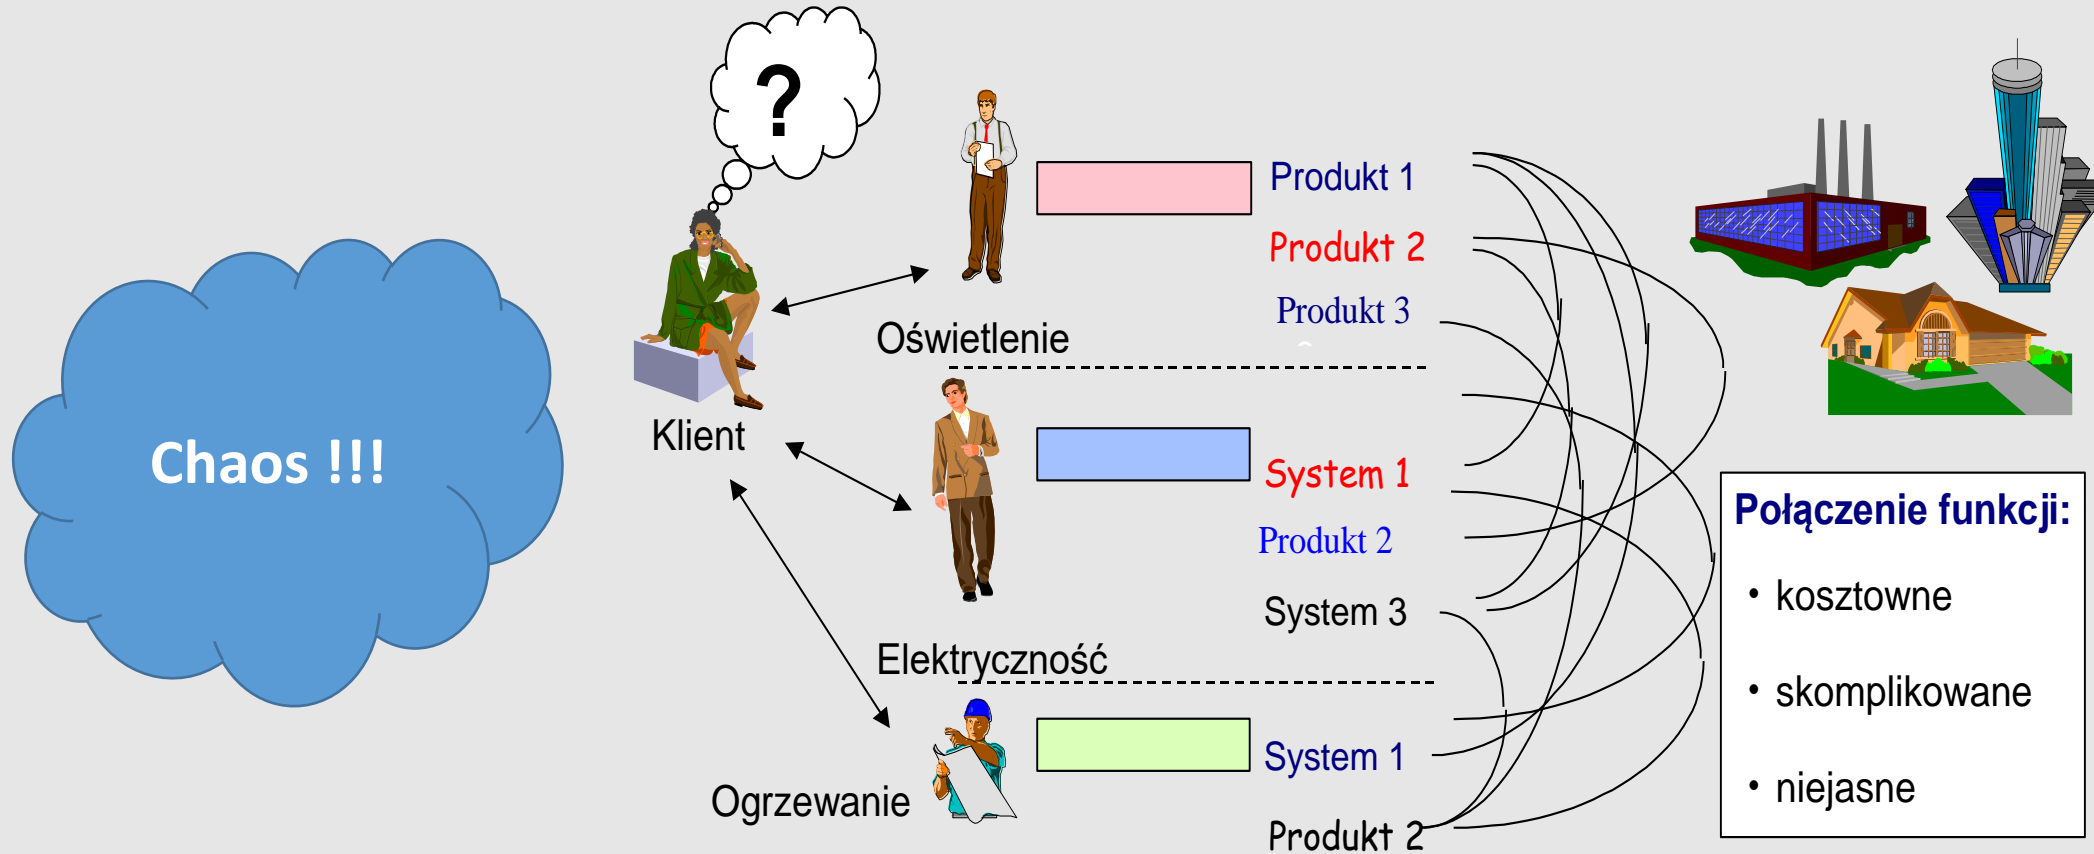 ?
Produkt 1
Produkt 2
Produkt 3
Oświetlenie
Klient
Chaos !!!
System 1
Produkt 2
System 3
Elektryczność
System 1
Ogrzewanie
Produkt 2
Połączenie funkcji:
• kosztowne
• skomplikowane
• niejasne